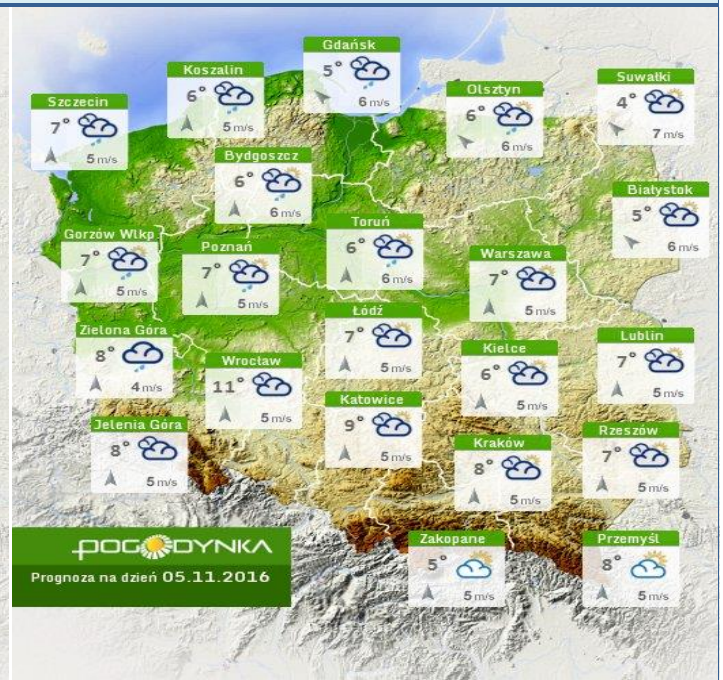 Gdańsk
5°
6 m/s
Koszalin
6°
5 m/s
Suwałki
4°
7 m/s
Olsztyn
6°
6 m/s
Szczecin
7°
5 m/s
Bydgoszcz
6°
6 m/s
Białystok
5°
6 m/s
Toruń
6°
6 m/s
Gorzów Wlkp
7°
5 m/s
Poznań
7°
5 m/s
Warszawa
7°
5 m/s
Łódź
7°
5 m/s
Zielona Góra
8°
4 m/s
Lublin
7°
5 m/s
Kielce
6°
5 m/s
Wrocław
11°
5 m/s
Katowice
9°
5 m/s
Jelenia Góra
8°
5 m/s
Rzeszów
7°
5 m/s
Kraków
8°
5 m/s
Zakopane
5°
5 m/s
Przemyśl
8°
5 m/s
POGODYNKA
Prognoza na dzień 05.11.2016